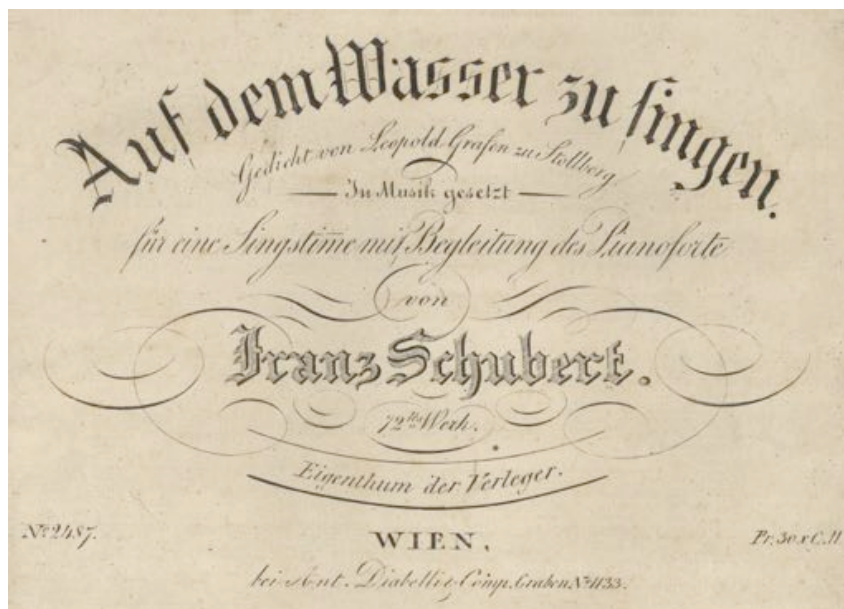 Auf dem Wasser zu singen.
Gedicht von Leopold Grafen zu Stollberg
In Musik gesetzt
für eine Singstim̅e mit Begleitung des Pianoforte
von
Franz Schubert.
72tes Werk.
Eigenthum der Verleger.
No 2487.
WIEN,
Pr. 30 x C.M.
bei Ant. Diabelli & Comp. Graben No 1133.